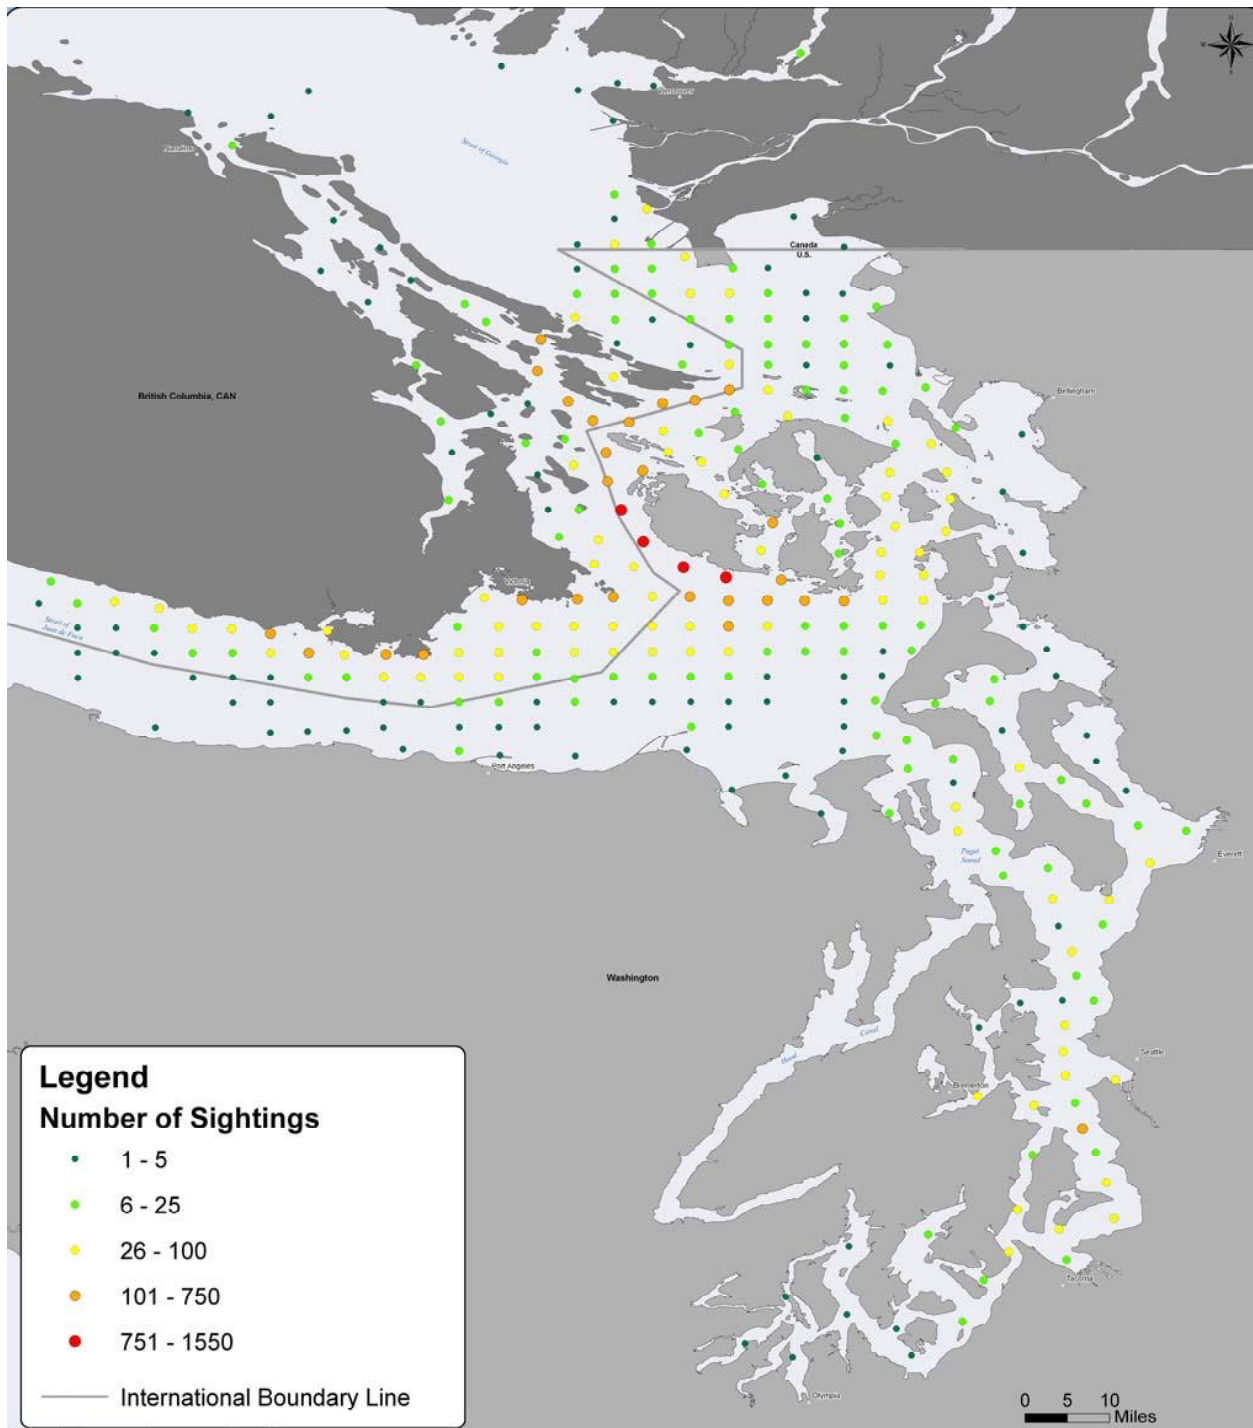 N
W
S
Vancouver
Strait of Georgia
Nanaimo
Canada
U.S.
Bellingham
British Columbia, CAN
Victoria
Strait of
Juan de Fuca
Port Angeles
Puget
Sound
Everett
Washington
Hood
Canal
Seattle
Bremerton
Tacoma
Olympia
Legend
Number of Sightings
1 - 5
6 - 25
26 - 100
101 - 750
751 - 1550
International Boundary Line
0 5 10
Miles